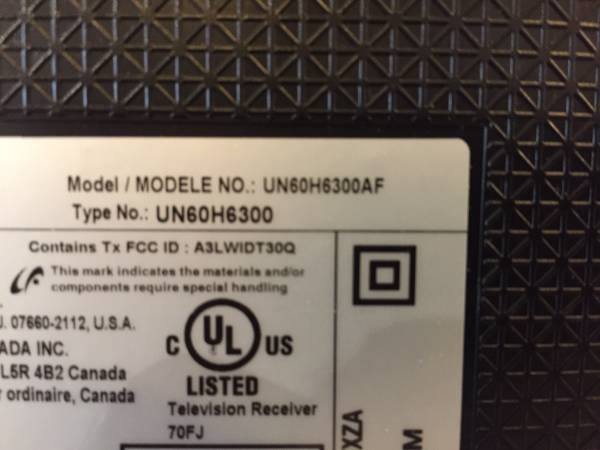 Model / MODELE NO.: UN60H6300AF
Type No.: UN60H6300
Contains Tx FCC ID : A3LWIDT30Q
This mark indicates the materials and/or
components require special handling
J. 07660-2112, U.S.A.
ADA INC.
L5R 4B2 Canada
r ordinaire, Canada
C UL US
LISTED
Television Receiver
70FJ
XZA
M